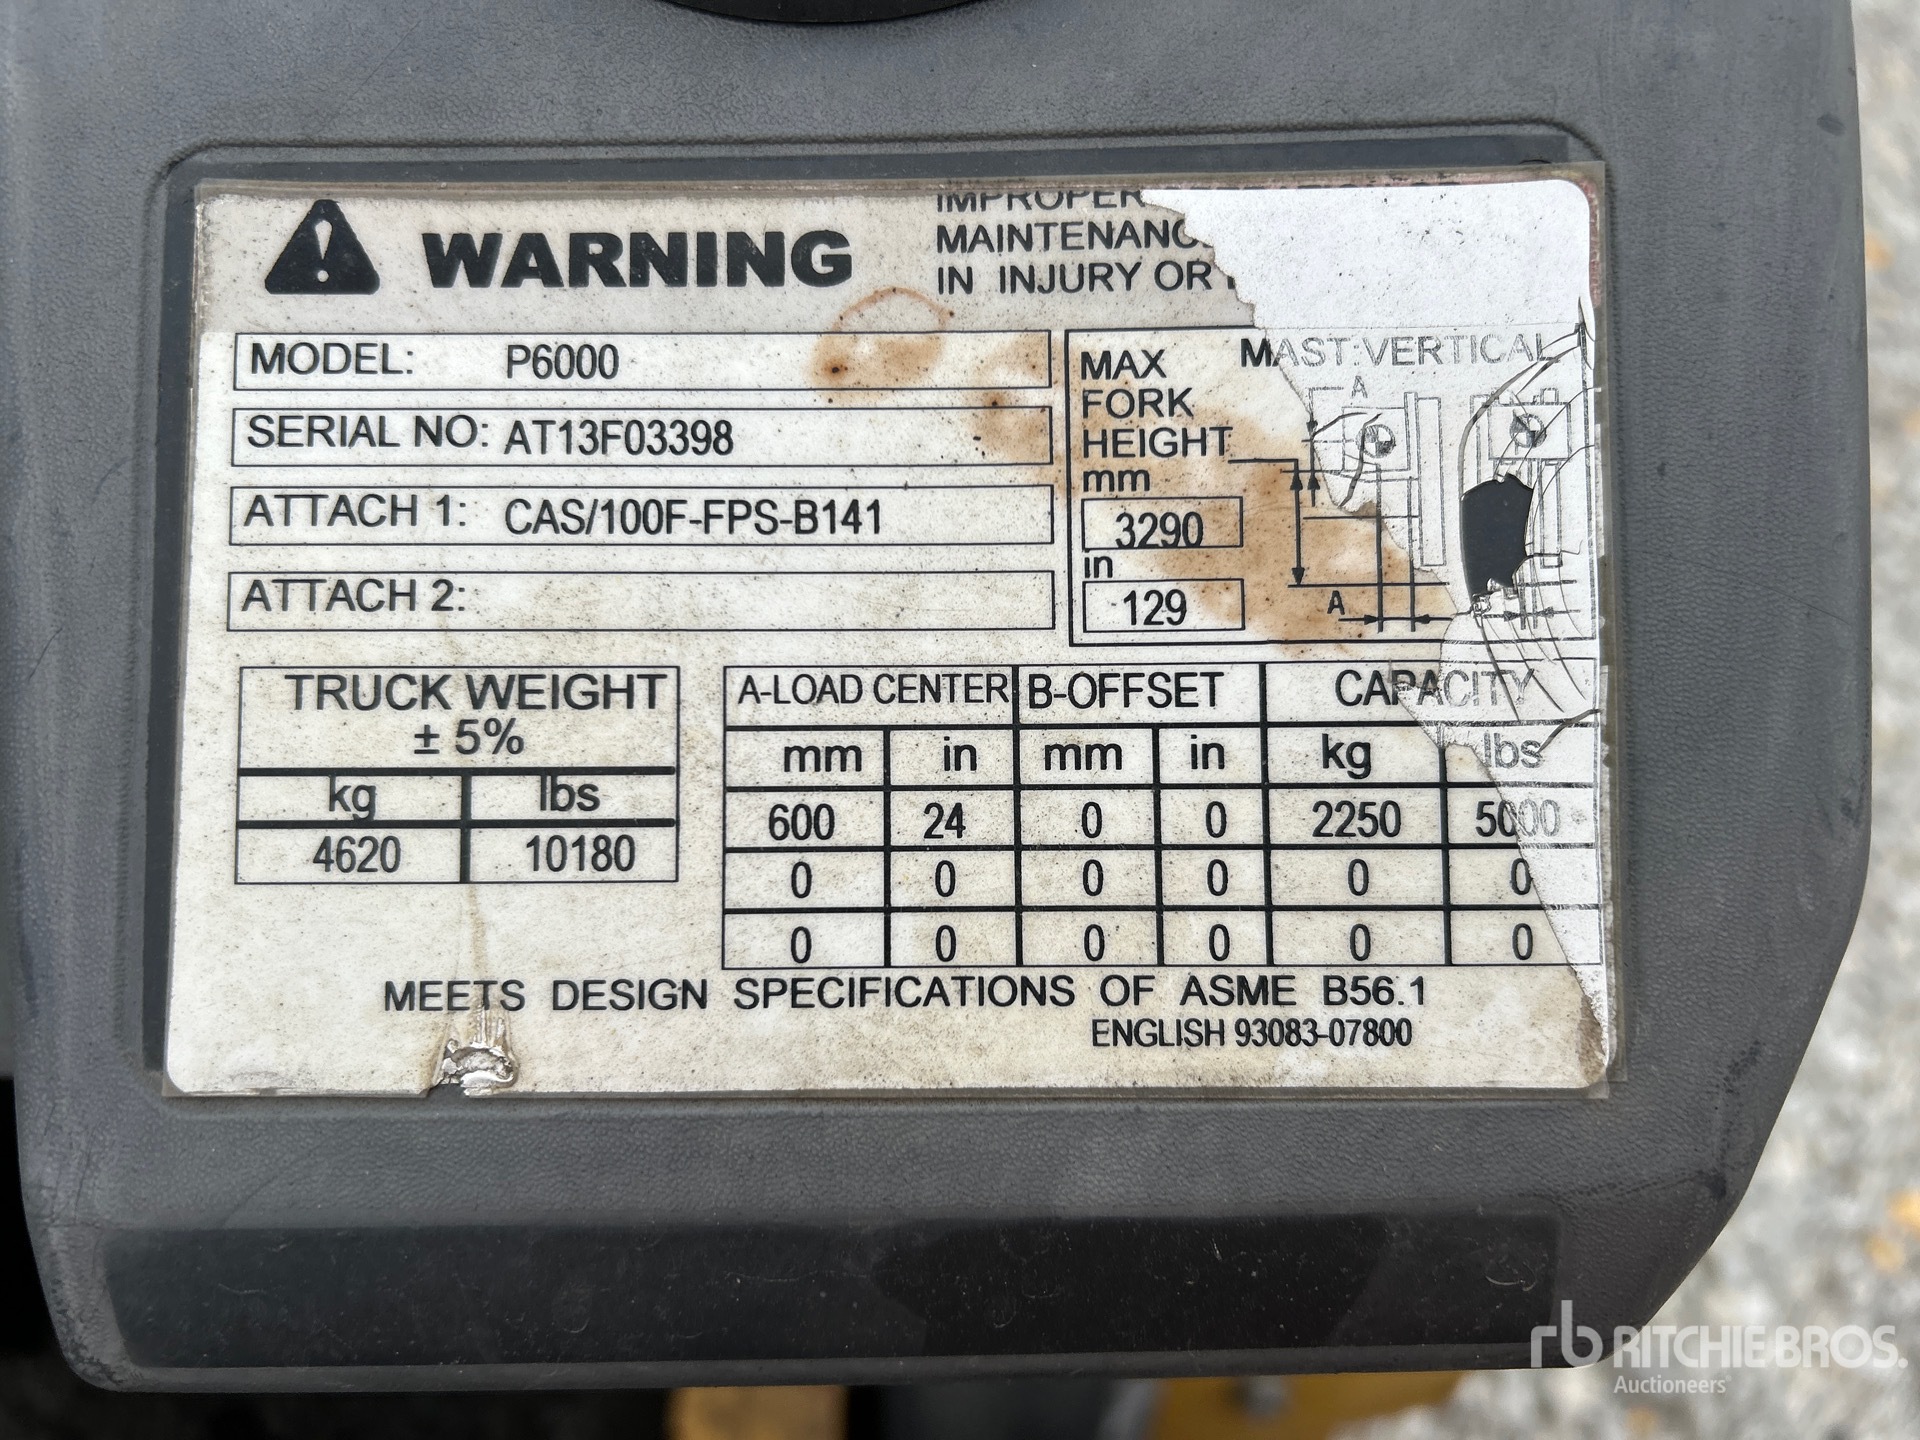 WARNING
IMPROPER
MAINTENANC
IN INJURY OR
MODEL: P6000
SERIAL NO: AT13F03398
ATTACH 1: CAS/100F-FPS-B141
ATTACH 2:
MAX FORK HEIGHT
mm
3290
in
129
MAST:VERTICAL
A
A
TRUCK WEIGHT
± 5%
kg lbs
4620 10180
A-LOAD CENTER B-OFFSET CAPACITY
mm in mm in kg lbs
600 24 0 0 2250 5000
0 0 0 0 0 0
0 0 0 0 0 0
MEETS DESIGN SPECIFICATIONS OF ASME B56.1
ENGLISH 93083-07800
rb RITCHIE BROS.
Auctioneers